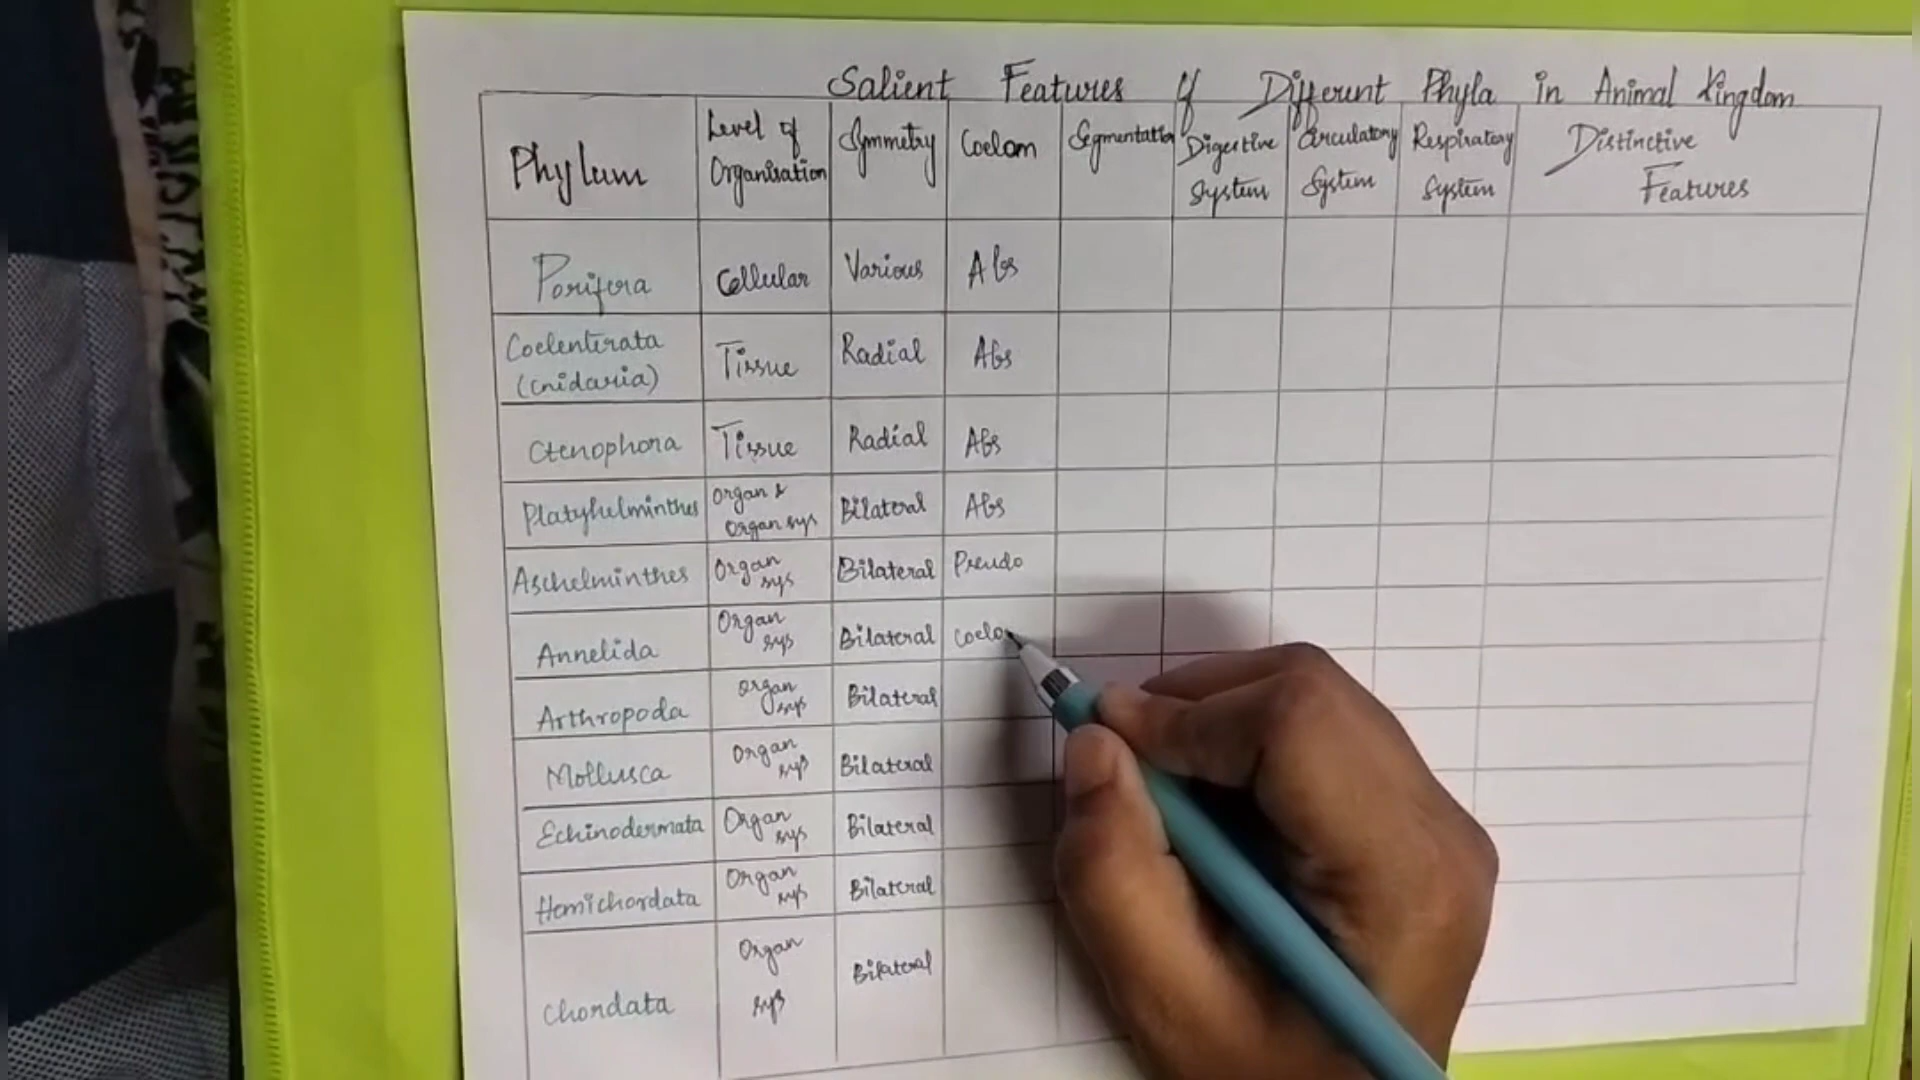 Salient Features of Different Phyla in Animal Kingdom
Phylum
Level of
Organisation
Symmetry
Coelom
Segmentation
Digestive
System
Circulatory
System
Respiratory
System
Distinctive
Features
Porifera
Cellular
Various
Abs
Coelenterata
(Cnidaria)
Tissue
Radial
Abs
Ctenophora
Tissue
Radial
Abs
Platyhelminthes
Organ &
Organ sys
Bilateral
Abs
Aschelminthes
Organ
sys
Bilateral
Pseudo
Annelida
Organ
sys
Bilateral
Coelo
Arthropoda
Organ
sys
Bilateral
Mollusca
Organ
sys
Bilateral
Echinodermata
Organ
sys
Bilateral
Hemichordata
Organ
sys
Bilateral
Chordata
Organ
sys
Bilateral